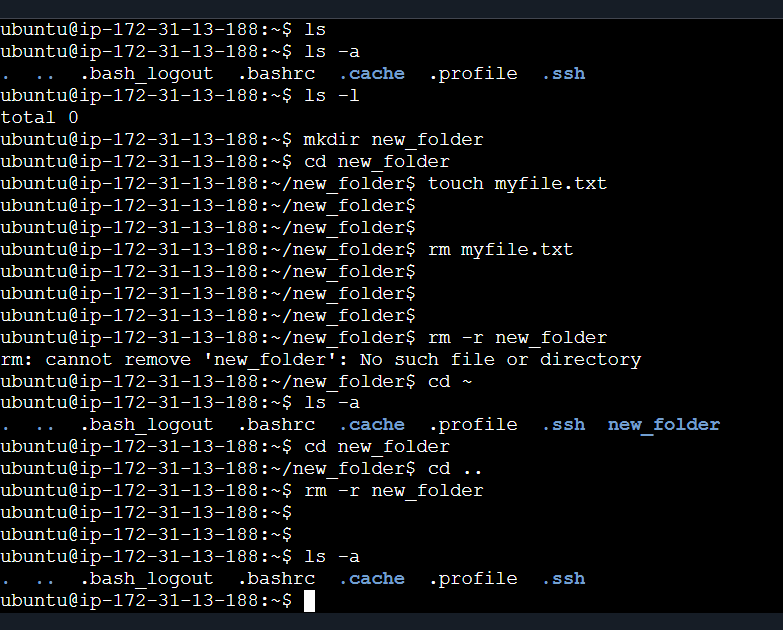 ubuntu@ip-172-31-13-188:~$ ls
ubuntu@ip-172-31-13-188:~$ ls -a
. .. .bash_logout .bashrc .cache .profile .ssh
ubuntu@ip-172-31-13-188:~$ ls -l
total 0
ubuntu@ip-172-31-13-188:~$ mkdir new_folder
ubuntu@ip-172-31-13-188:~$ cd new_folder
ubuntu@ip-172-31-13-188:~/new_folder$ touch myfile.txt
ubuntu@ip-172-31-13-188:~/new_folder$
ubuntu@ip-172-31-13-188:~/new_folder$
ubuntu@ip-172-31-13-188:~/new_folder$ rm myfile.txt
ubuntu@ip-172-31-13-188:~/new_folder$
ubuntu@ip-172-31-13-188:~/new_folder$
ubuntu@ip-172-31-13-188:~/new_folder$
ubuntu@ip-172-31-13-188:~/new_folder$ rm -r new_folder
rm: cannot remove 'new_folder': No such file or directory
ubuntu@ip-172-31-13-188:~/new_folder$ cd ~
ubuntu@ip-172-31-13-188:~$ ls -a
. .. .bash_logout .bashrc .cache .profile .ssh new_folder
ubuntu@ip-172-31-13-188:~$ cd new_folder
ubuntu@ip-172-31-13-188:~/new_folder$ cd ..
ubuntu@ip-172-31-13-188:~$ rm -r new_folder
ubuntu@ip-172-31-13-188:~$
ubuntu@ip-172-31-13-188:~$
ubuntu@ip-172-31-13-188:~$ ls -a
. .. .bash_logout .bashrc .cache .profile .ssh
ubuntu@ip-172-31-13-188:~$